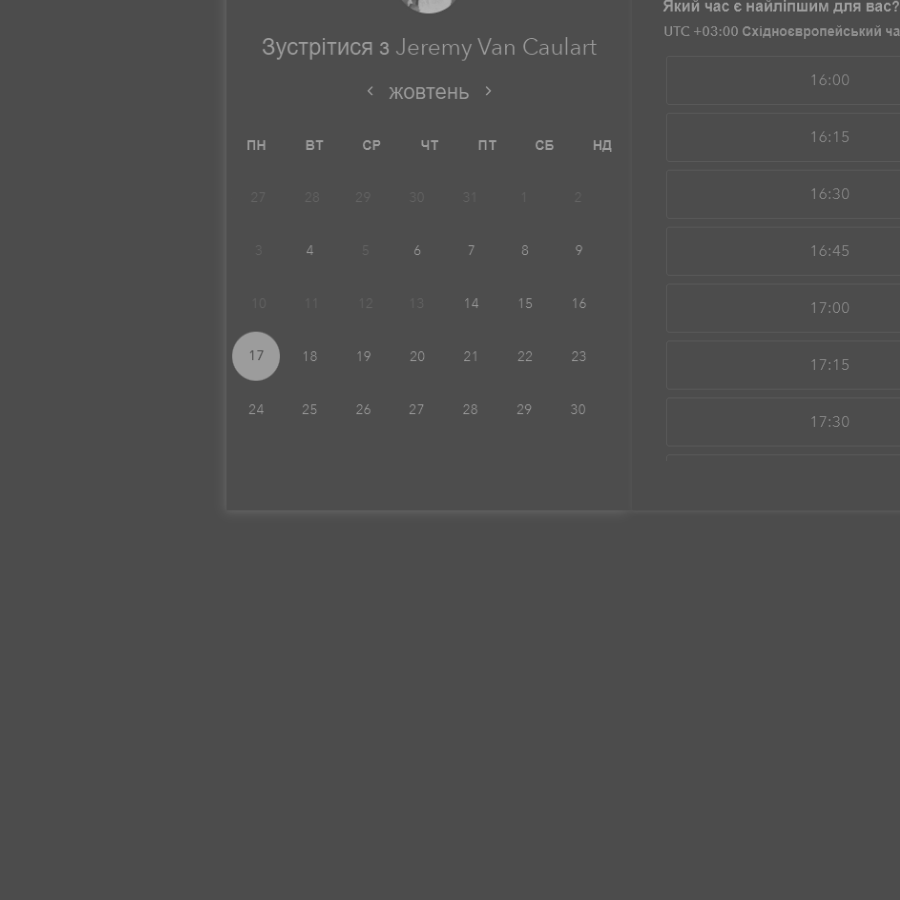 Зустрітися з Jeremy Van Caulart
‹ жовтень ›
ПН ВТ СР ЧТ ПТ СБ НД
27 28 29 30 31 1 2
3 4 5 6 7 8 9
10 11 12 13 14 15 16
17 18 19 20 21 22 23
24 25 26 27 28 29 30
Який час є найліпшим для вас?
UTC +03:00 Східноєвропейський
16:00
16:15
16:30
16:45
17:00
17:15
17:30